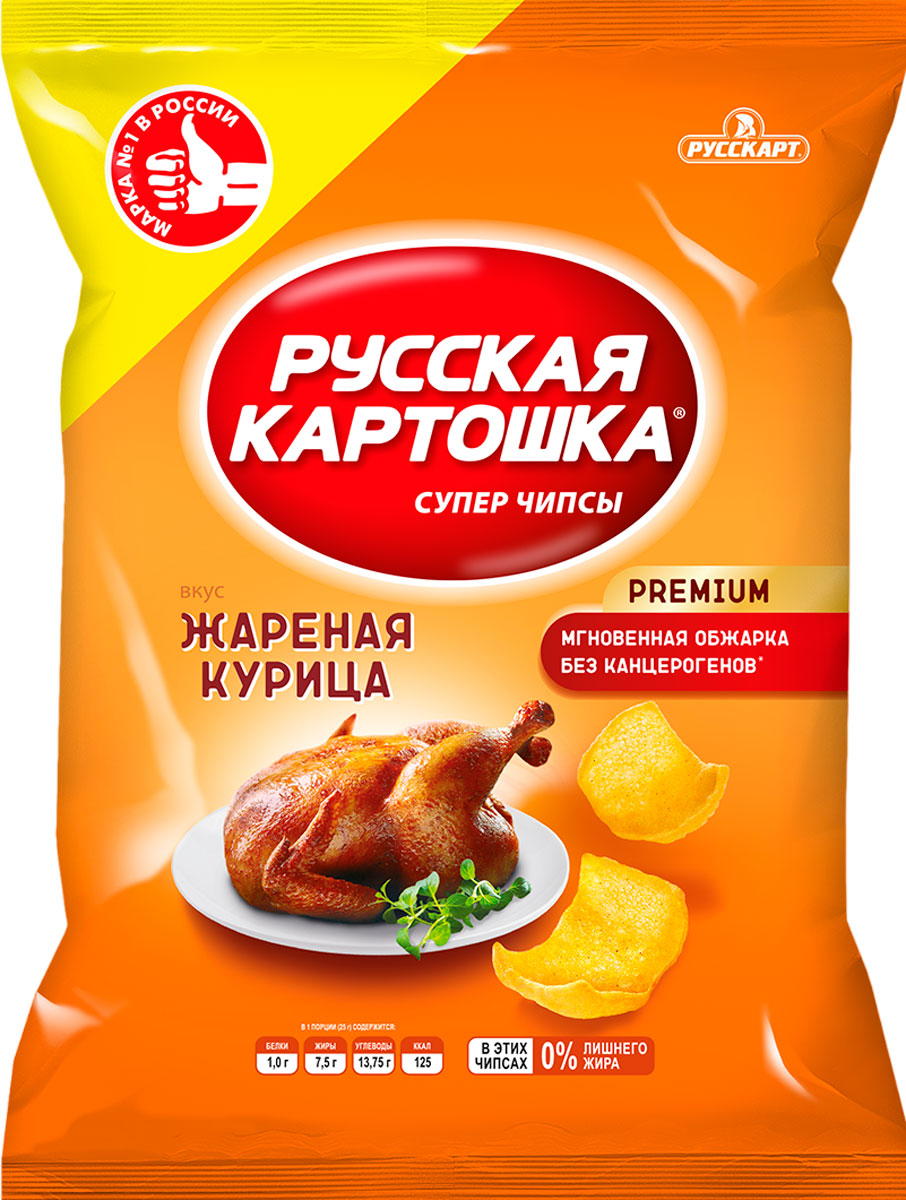 МАРКА №1 В РОССИИ
РУССКАРТ®
РУССКАЯ
КАРТОШКА®
СУПЕР ЧИПСЫ
вкус
ЖАРЕНАЯ
КУРИЦА
PREMIUM
МГНОВЕННАЯ ОБЖАРКА
БЕЗ КАНЦЕРОГЕНОВ*
В 1 ПОРЦИИ (25 г) СОДЕРЖИТСЯ:
БЕЛКИ ЖИРЫ УГЛЕВОДЫ ККАЛ
1,0 г 7,5 г 13,75 г 125
В ЭТИХ
ЧИПСАХ
0%
ЛИШНЕГО
ЖИРА